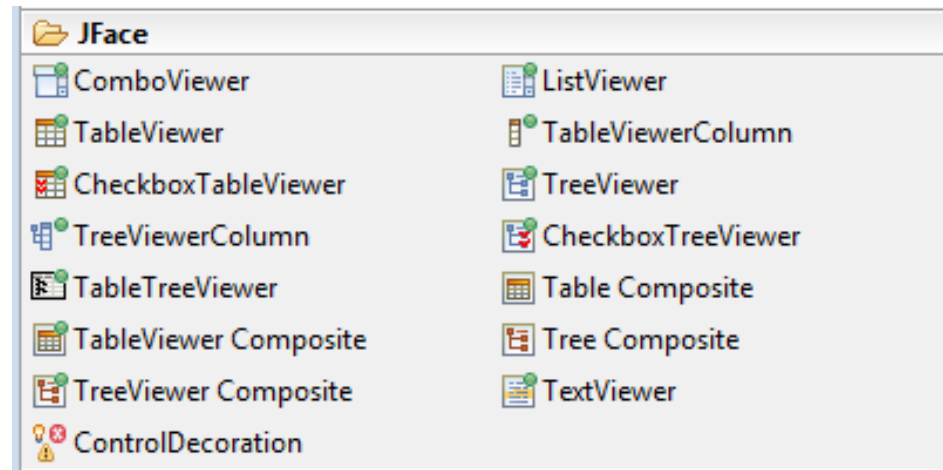 JFace
ComboViewer ListViewer
TableViewer TableViewerColumn
CheckboxTableViewer TreeViewer
TreeViewerColumn CheckboxTreeViewer
TableTreeViewer Table Composite
TableViewer Composite Tree Composite
TreeViewer Composite TextViewer
ControlDecoration